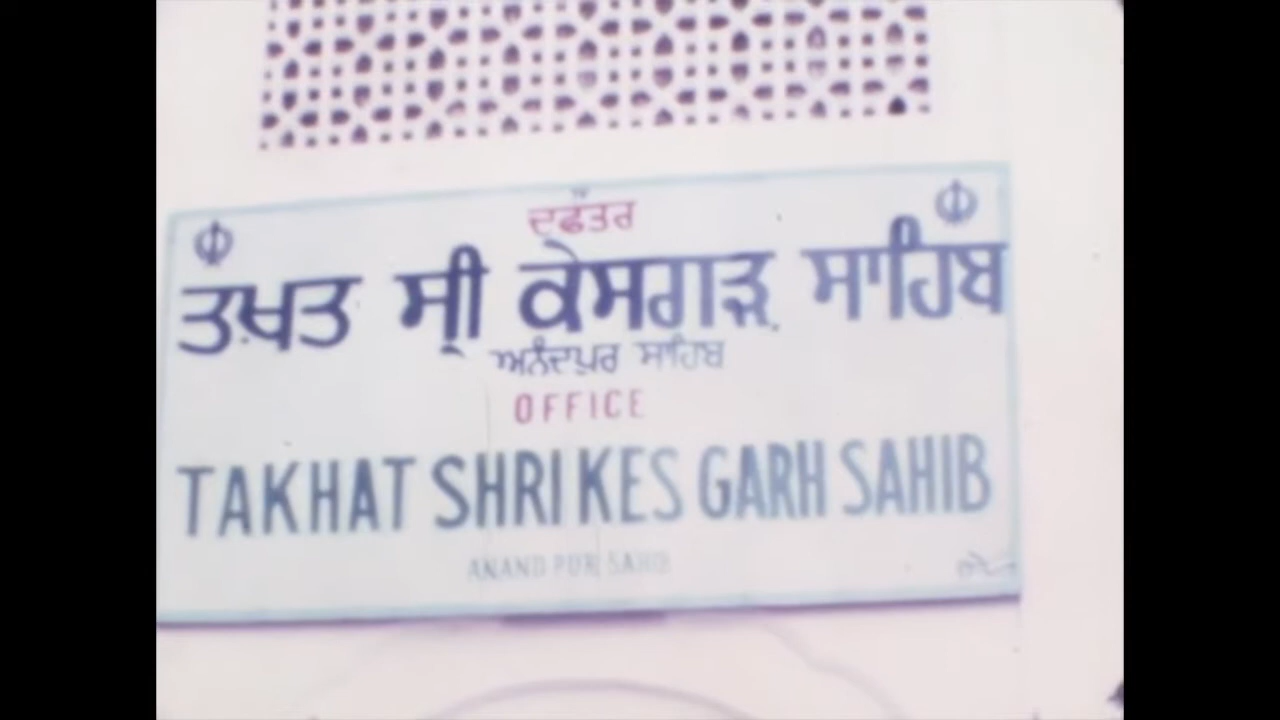 ਦਫ਼ੱਤਰ
ਤਖ਼ਤ ਸ੍ਰੀ ਕੇਸਗੜ ਸਾਹਿਬ
ਅਨੰਦਪੁਰ ਸਾਹਿਬ
OFFICE
TAKHAT SHRI KES GARH SAHIB
ANAND PUR SAHIB